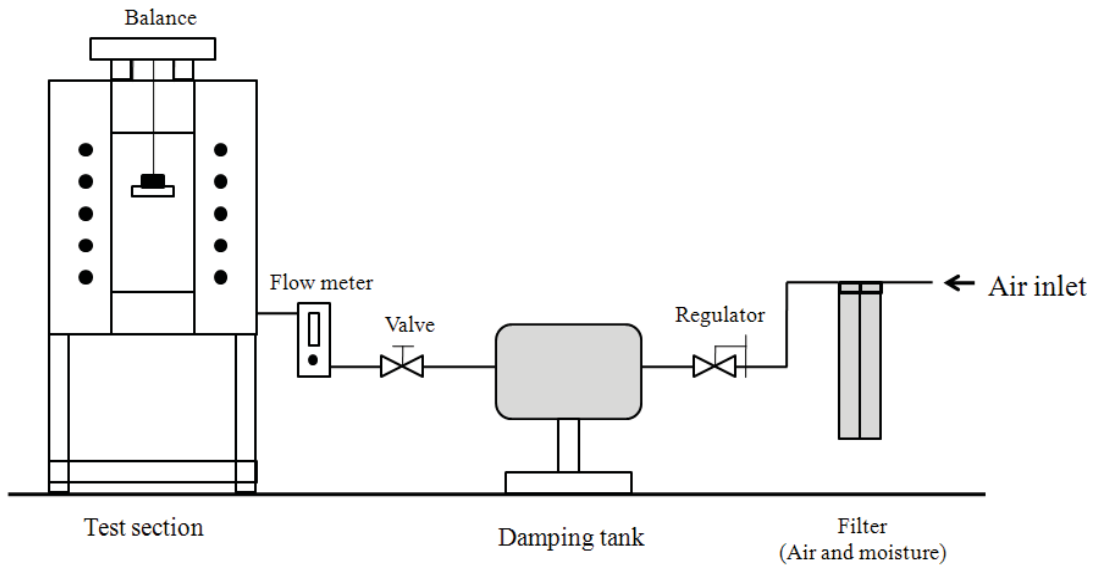 Balance
Flow meter
Valve
Regulator
Air inlet
Test section
Damping tank
Filter
(Air and moisture)